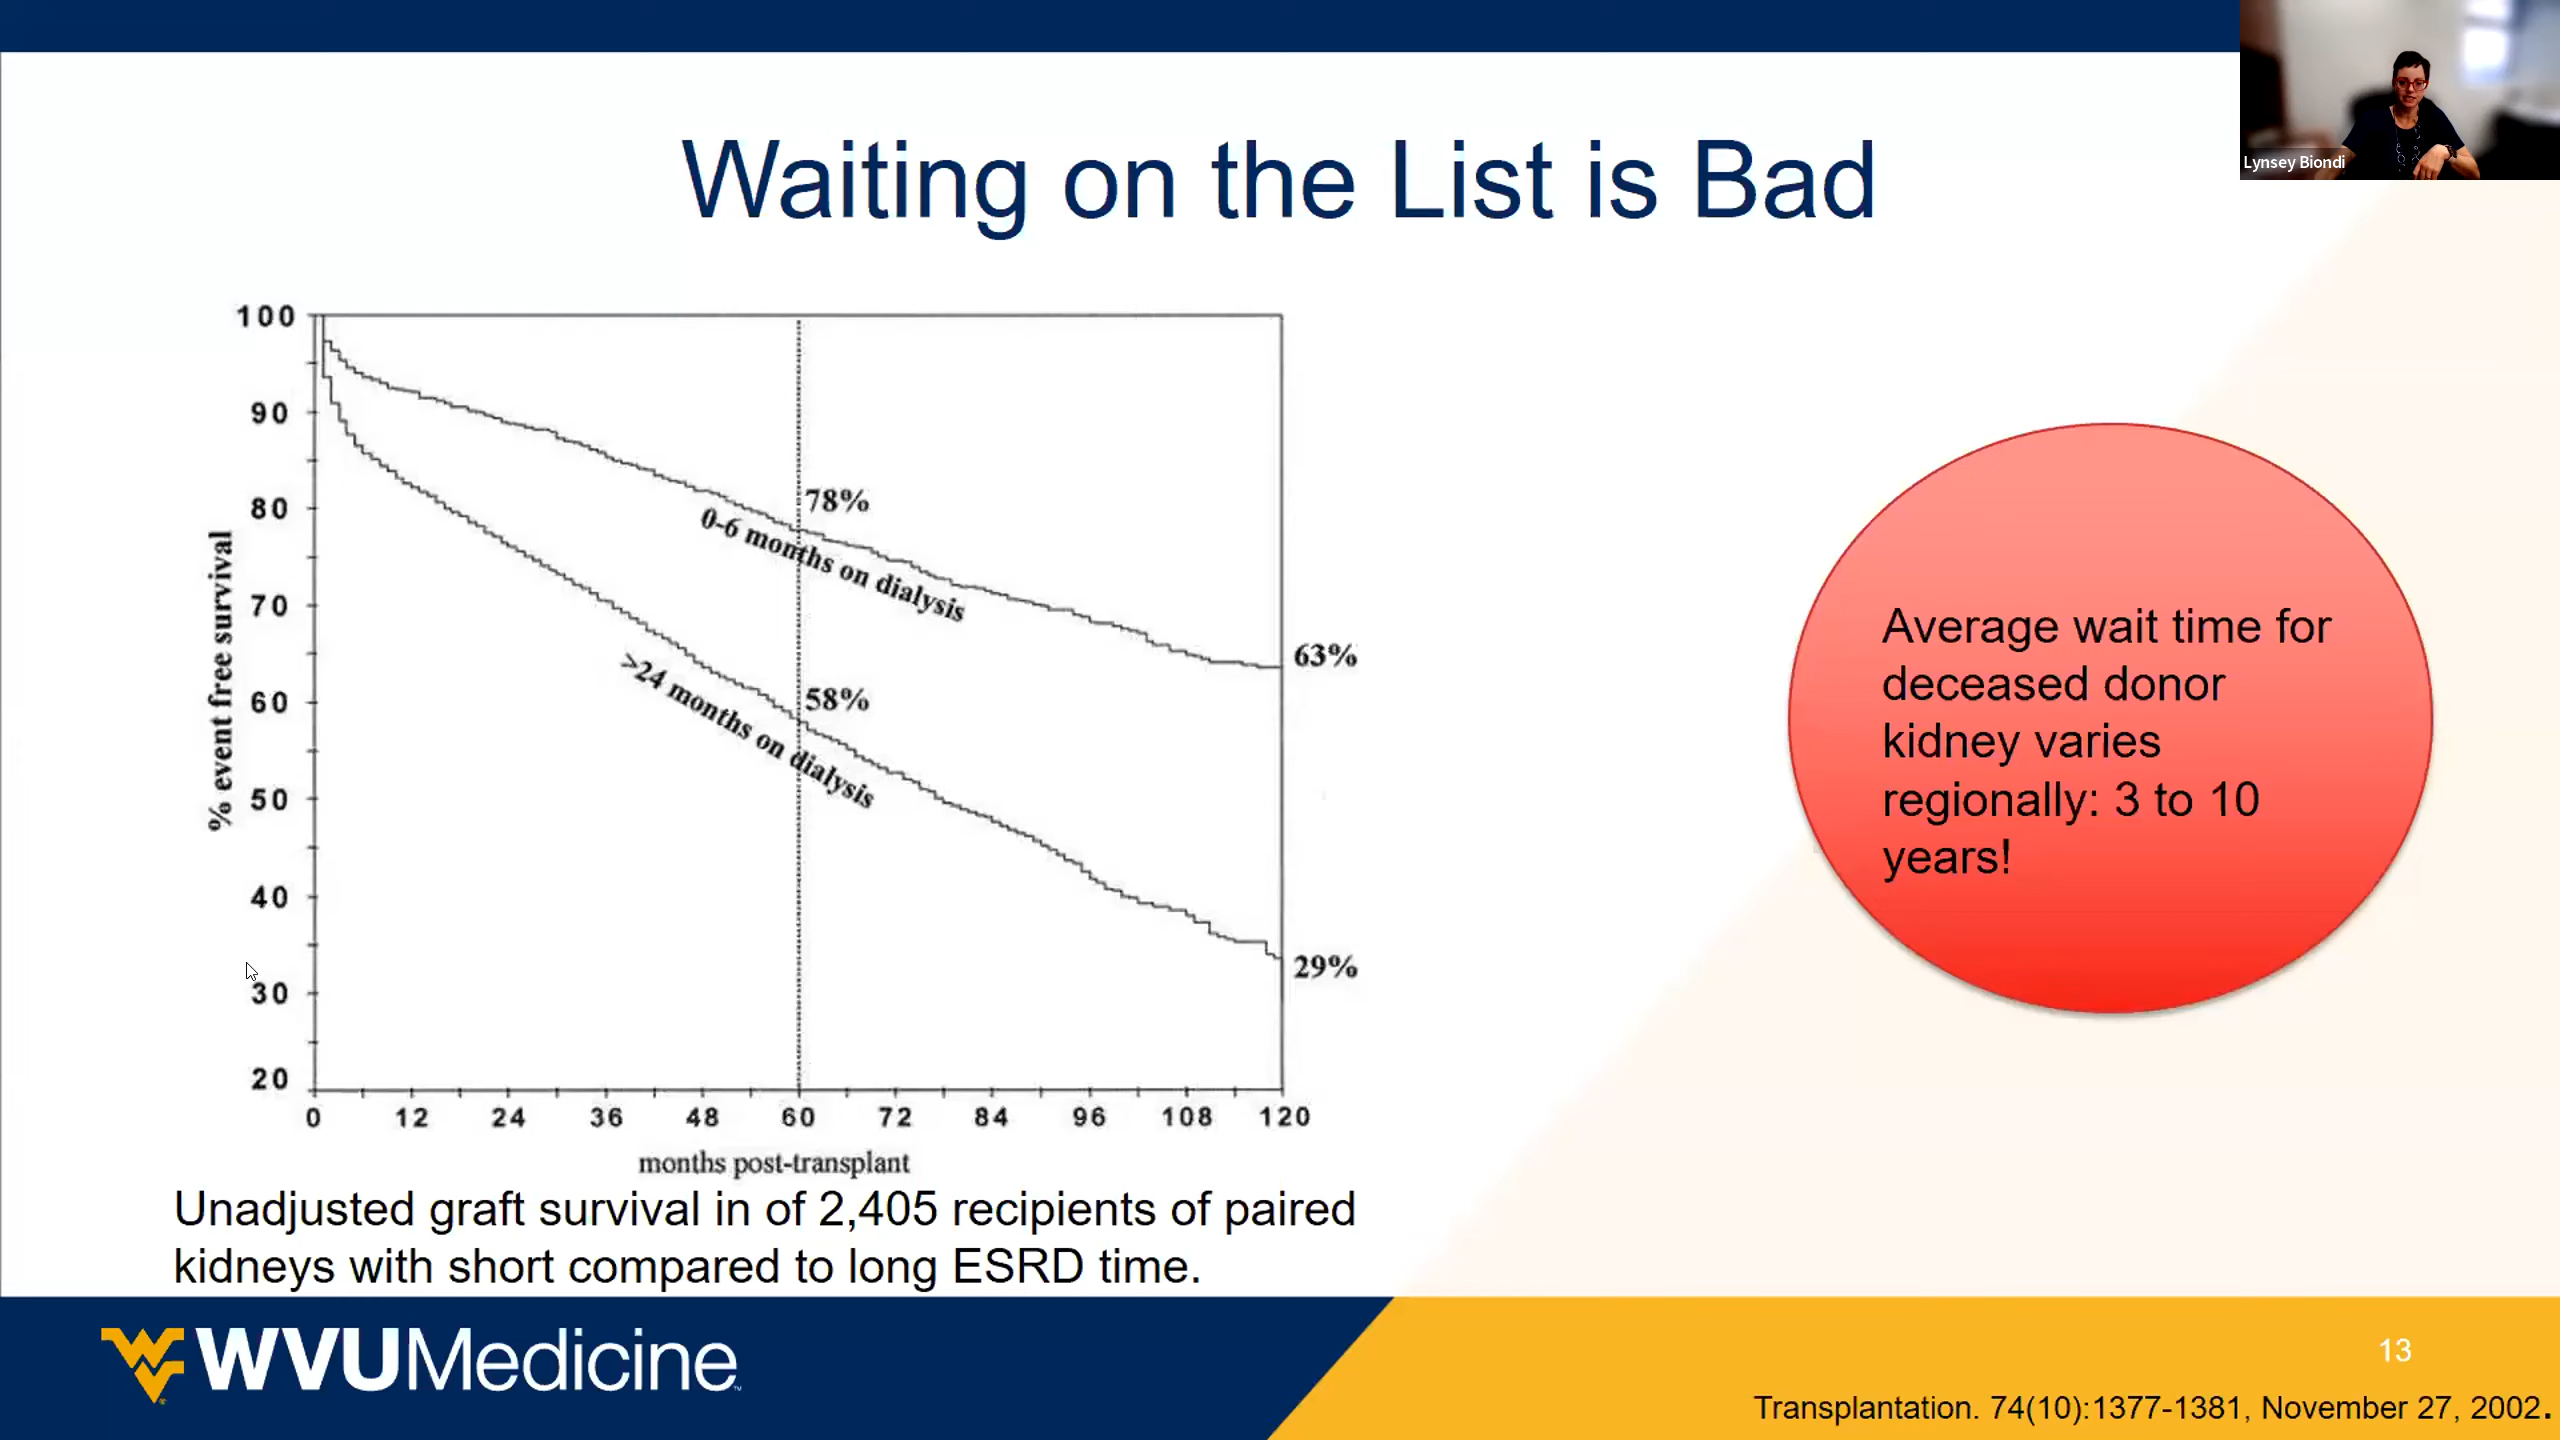 Lynsey Biondi
Waiting on the List is Bad
100
90
80
70
60
50
40
30
20
% event free survival
78%
0-6 months on dialysis
63%
>24 months on dialysis
58%
29%
0 12 24 36 48 60 72 84 96 108 120
months post-transplant
Unadjusted graft survival in of 2,405 recipients of paired
kidneys with short compared to long ESRD time.
Average wait time for
deceased donor
kidney varies
regionally: 3 to 10
years!
WVUMedicine
13
Transplantation. 74(10):1377-1381, November 27, 2002.